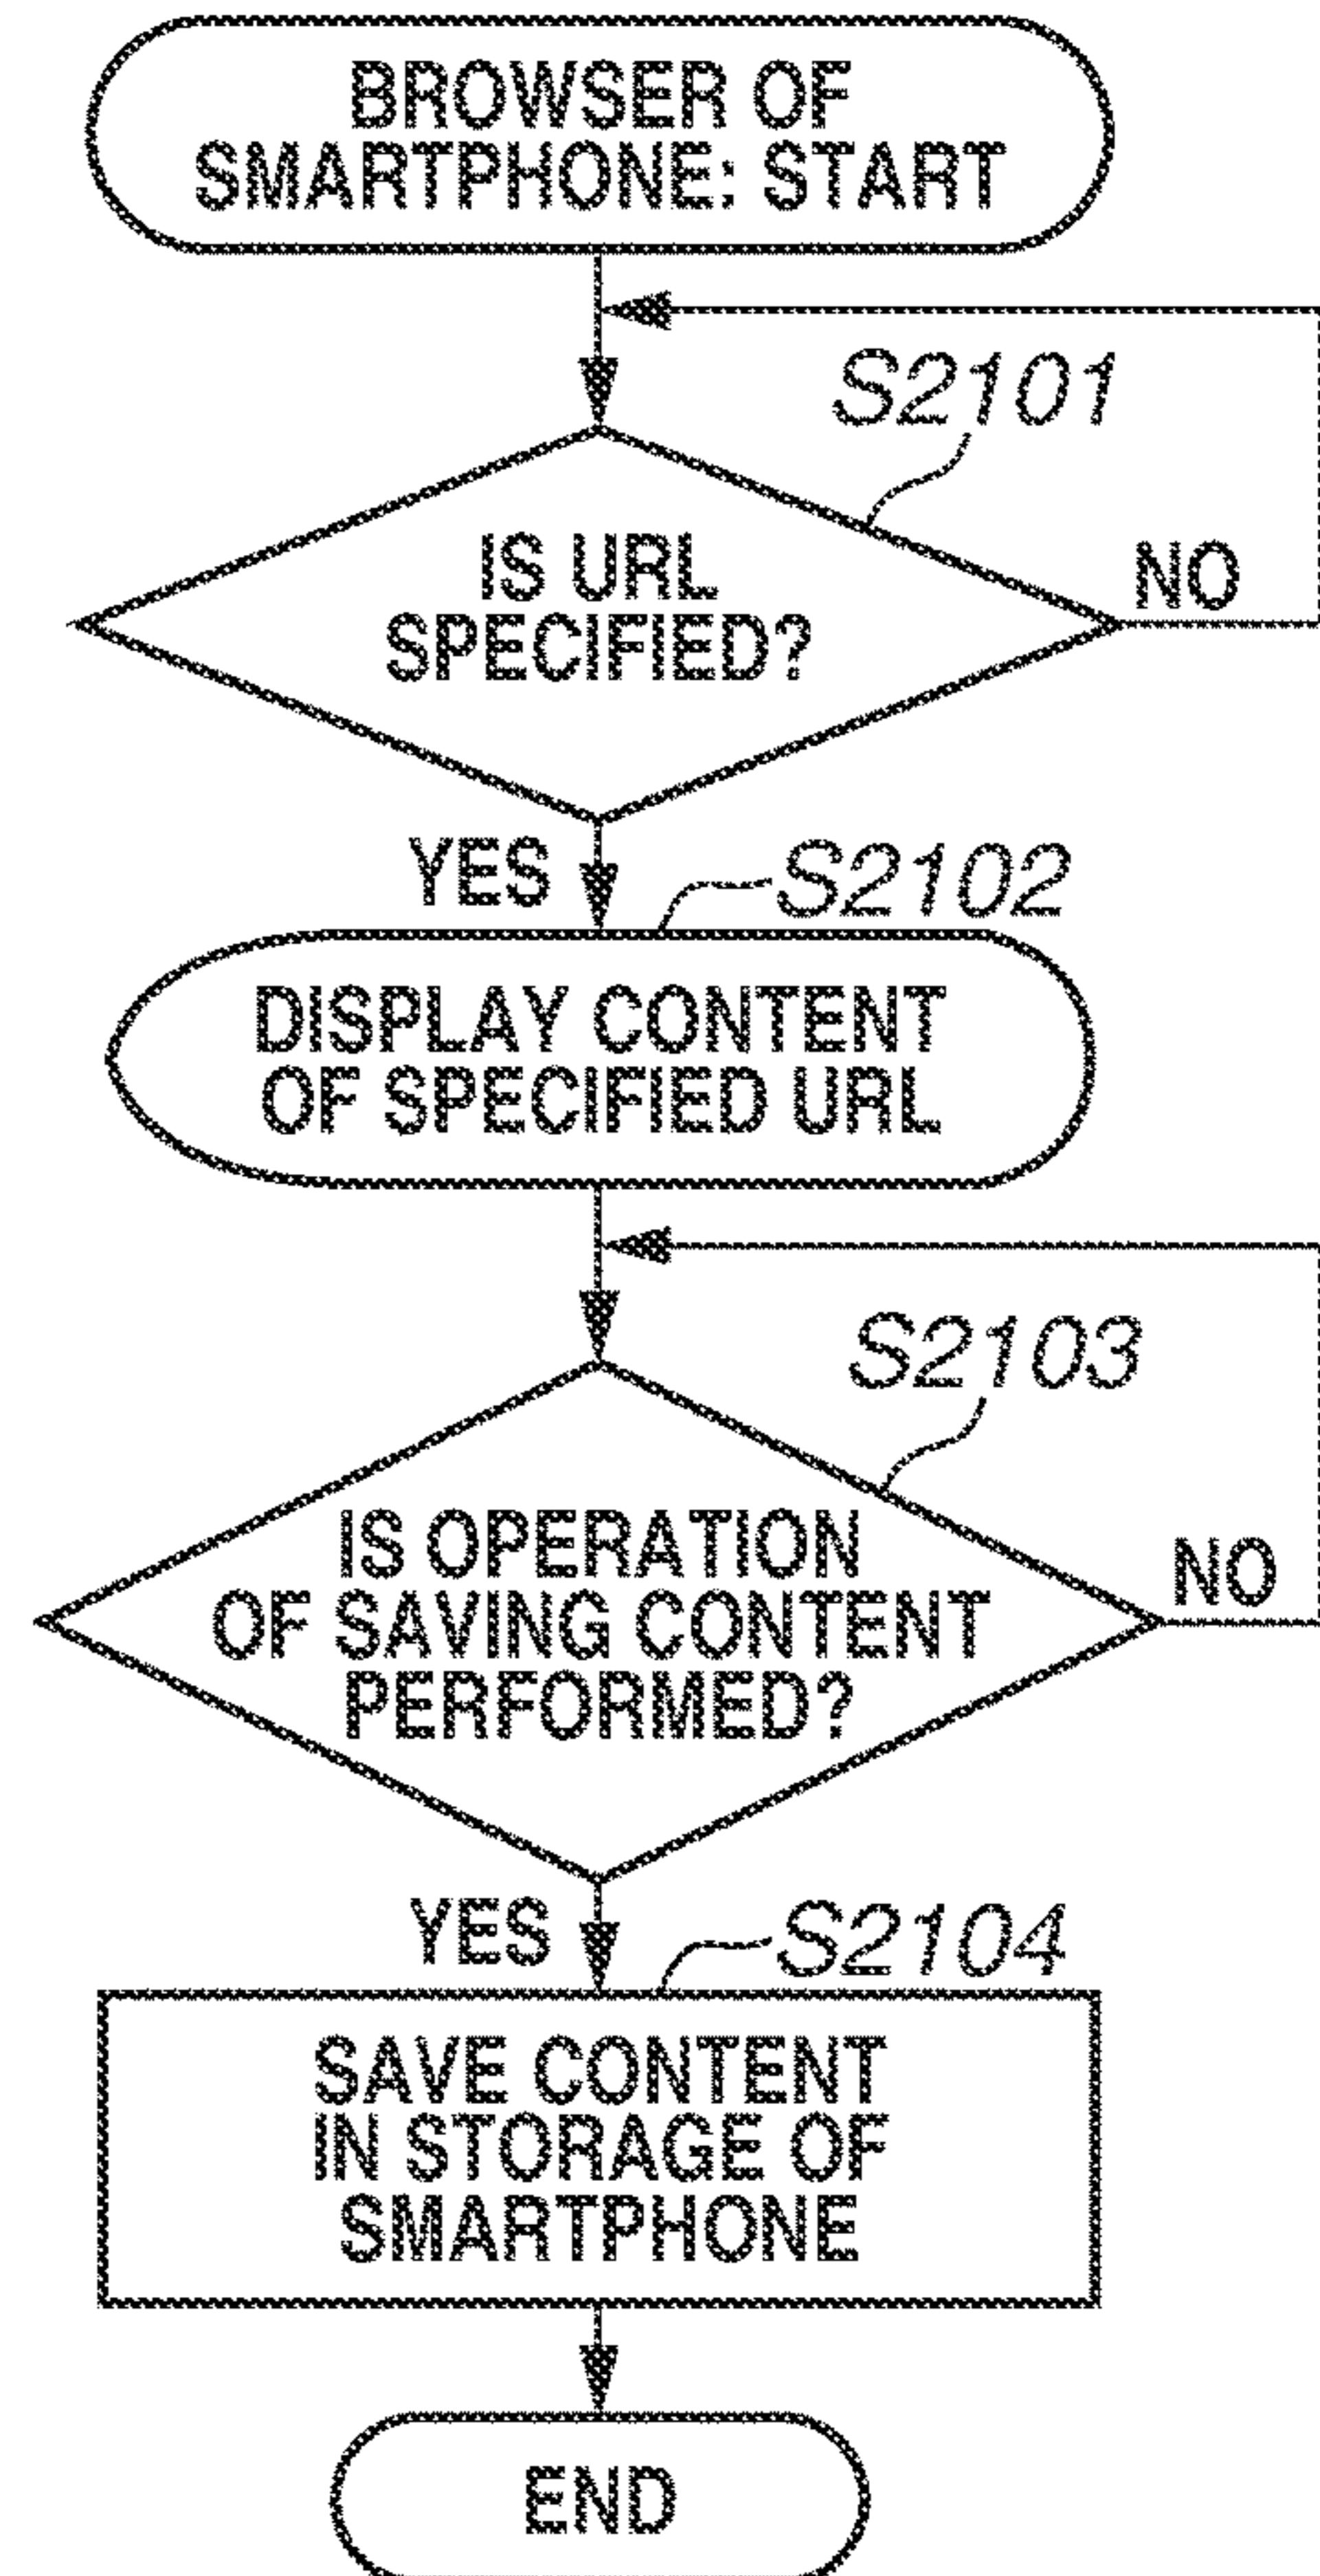 BROWSER OF
SMARTPHONE: START
S2101
IS URL
SPECIFIED?
NO
YES
S2102
DISPLAY CONTENT
OF SPECIFIED URL
S2103
IS OPERATION
OF SAVING CONTENT
PERFORMED?
NO
YES
S2104
SAVE CONTENT
IN STORAGE OF
SMARTPHONE
END